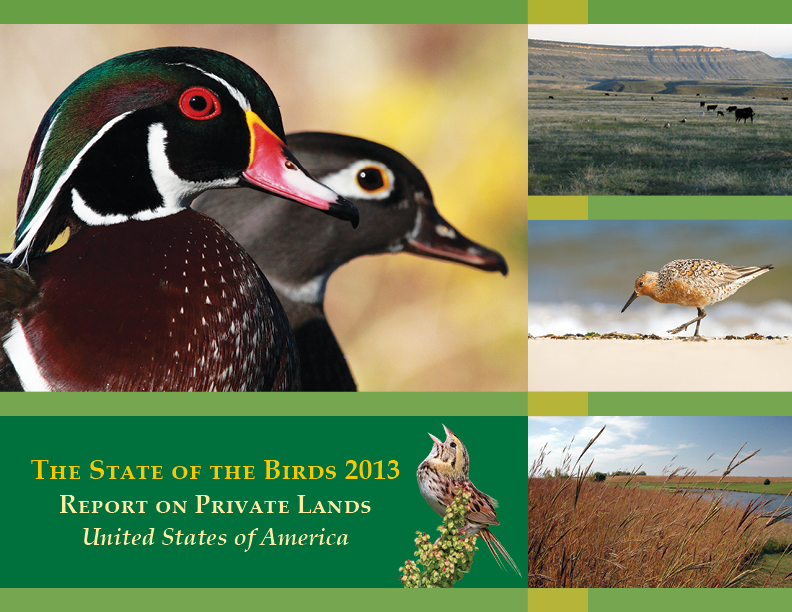 The State of the Birds 2013
Report on Private Lands
United States of America